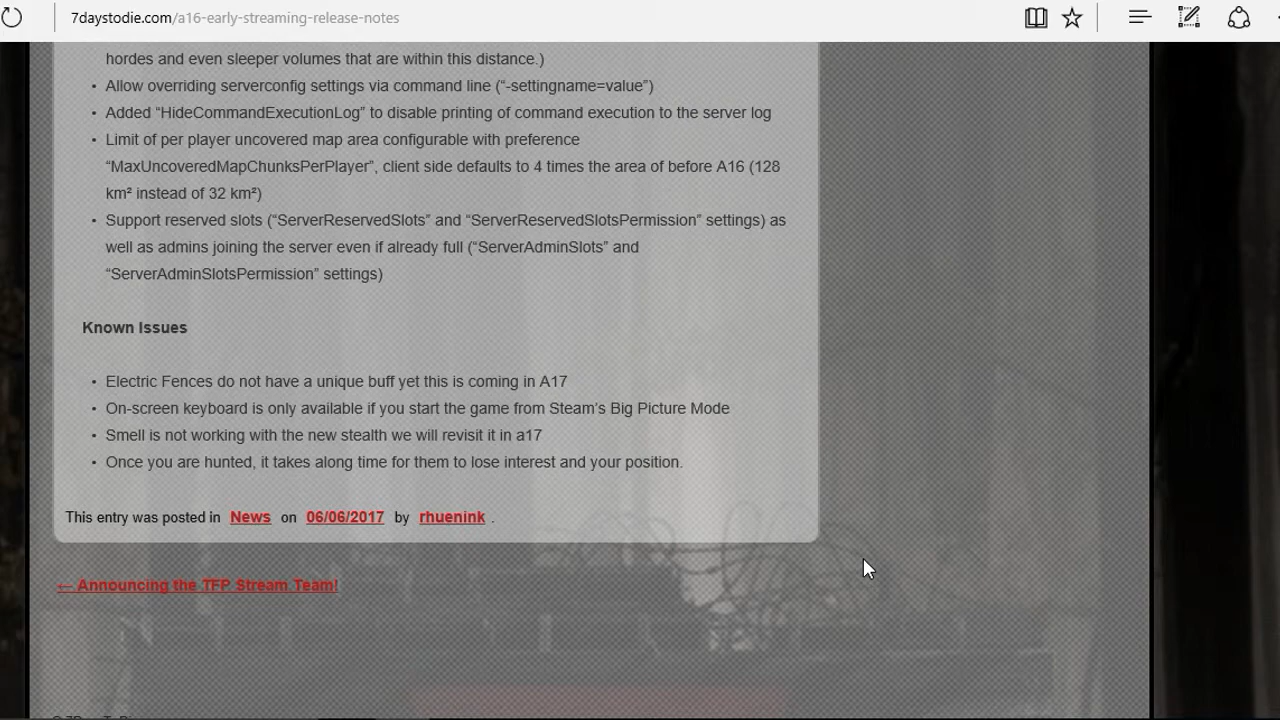 7daystodie.com/a16-early-streaming-release-notes
hordes and even sleeper volumes that are within this distance.)
• Allow overriding serverconfig settings via command line (“-settingname=value”)
• Added “HideCommandExecutionLog” to disable printing of command execution to the server log
• Limit of per player uncovered map area configurable with preference
“MaxUncoveredMapChunksPerPlayer”, client side defaults to 4 times the area of before A16 (128
km² instead of 32 km²)
• Support reserved slots (“ServerReservedSlots” and “ServerReservedSlotsPermission” settings) as
well as admins joining the server even if already full (“ServerAdminSlots” and
“ServerAdminSlotsPermission” settings)
Known Issues
• Electric Fences do not have a unique buff yet this is coming in A17
• On-screen keyboard is only available if you start the game from Steam’s Big Picture Mode
• Smell is not working with the new stealth we will revisit it in a17
• Once you are hunted, it takes along time for them to lose interest and your position.
This entry was posted in News on 06/06/2017 by rhuenink .
← Announcing the TFP Stream Team!